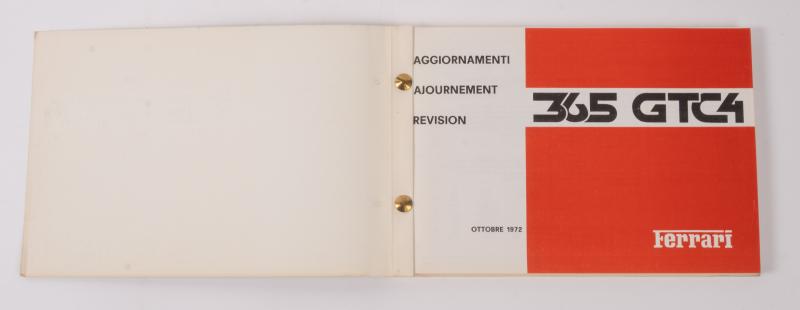 AGGIORNAMENTI
AJOURNEMENT
REVISION
365 GTC4
OTTOBRE 1972
Ferrari